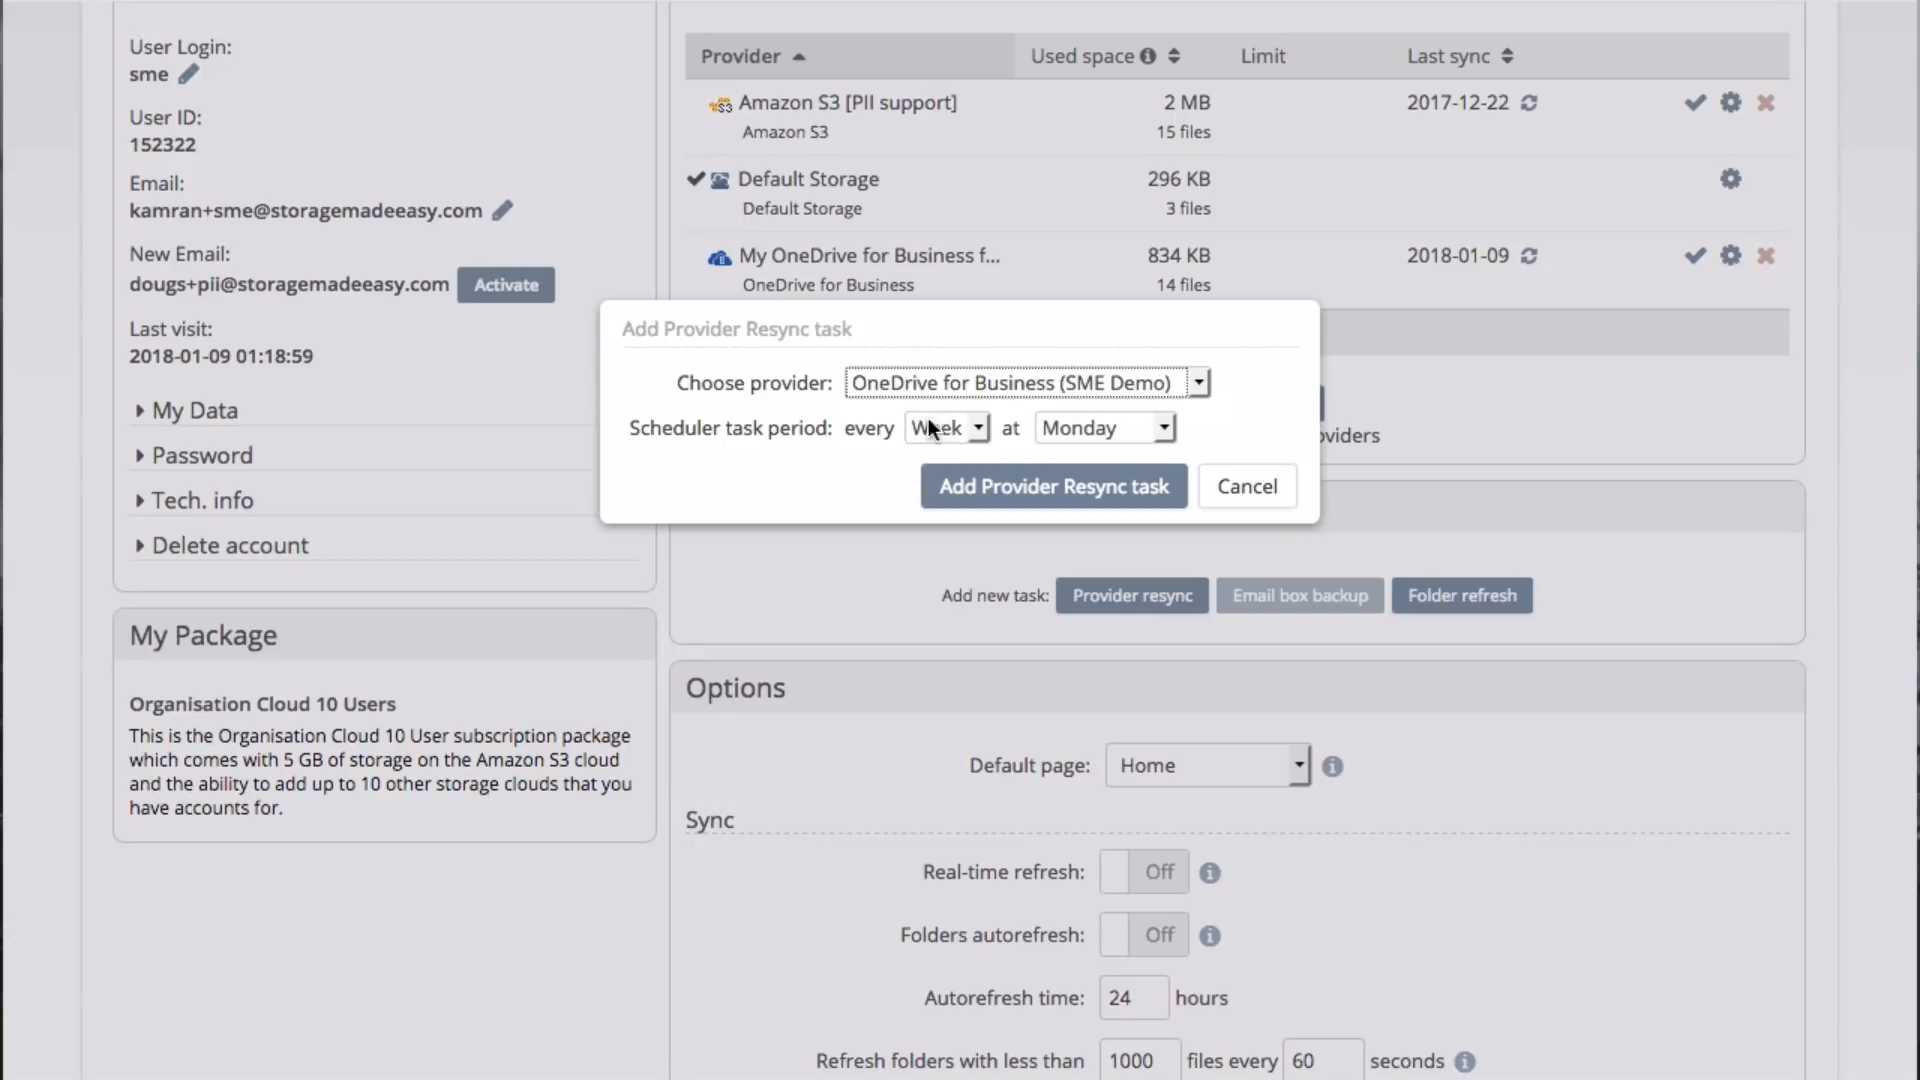 User Login:
sme
User ID:
152322
Email:
kamran+sme@storagemadeeasy.com
New Email:
dougs+pii@storagemadeeasy.com Activate
Last visit:
2018-01-09 01:18:59
My Data
Password
Tech. info
Delete account
My Package
Organisation Cloud 10 Users
This is the Organisation Cloud 10 User subscription package
which comes with 5 GB of storage on the Amazon S3 cloud
and the ability to add up to 10 other storage clouds that you
have accounts for.
Provider Used space Limit Last sync
Amazon S3 [PII support] 2 MB 2017-12-22
Amazon S3 15 files
Default Storage 296 KB
Default Storage 3 files
My OneDrive for Business f... 834 KB 2018-01-09
OneDrive for Business 14 files
Add Provider Resync task
Choose provider: OneDrive for Business (SME Demo)
Scheduler task period: every Week at Monday
Add Provider Resync task Cancel
oviders
Add new task: Provider resync Email box backup Folder refresh
Options
Default page: Home
Sync
Real-time refresh: Off
Folders autorefresh: Off
Autorefresh time: 24 hours
Refresh folders with less than 1000 files every 60 seconds